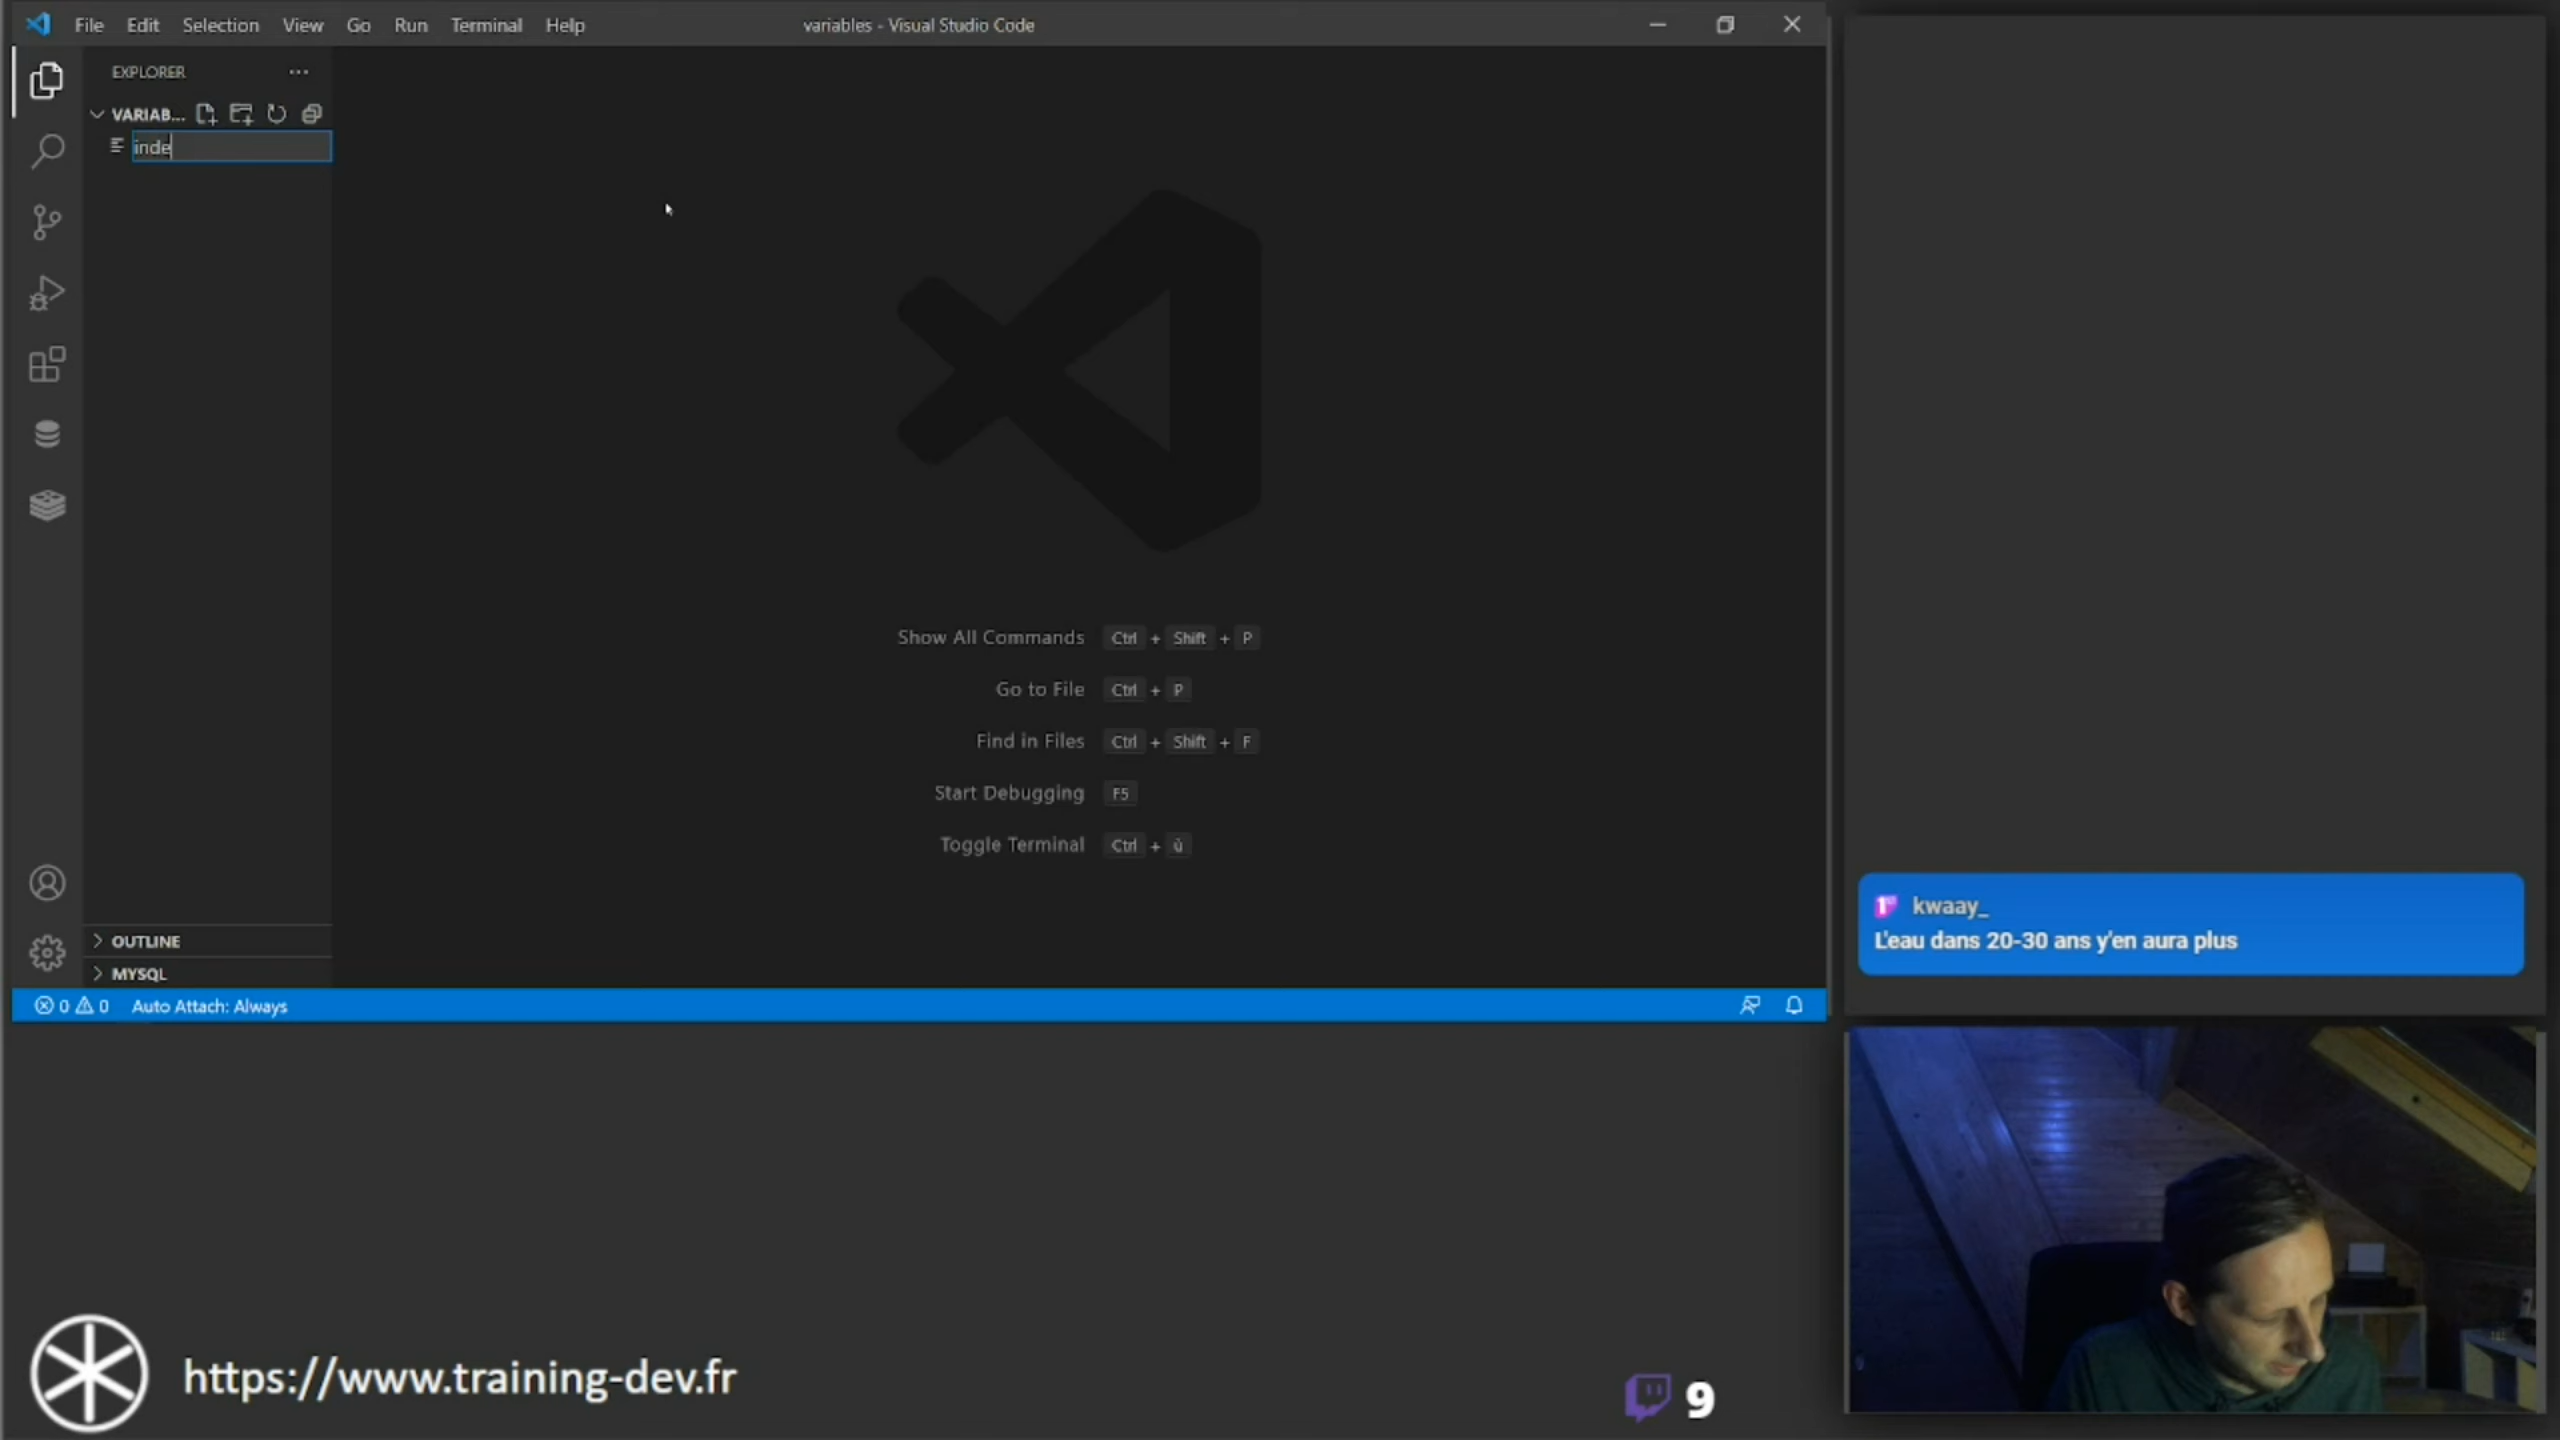 File Edit Selection View Go Run Terminal Help
variables - Visual Studio Code
EXPLORER
VARIAB...
inde
Show All Commands Ctrl + Shift + P
Go to File Ctrl + P
Find in Files Ctrl + Shift + F
Start Debugging F5
Toggle Terminal Ctrl + ù
OUTLINE
MYSQL
0 0 Auto Attach: Always
kwaay_
L'eau dans 20-30 ans y'en aura plus
https://www.training-dev.fr
9